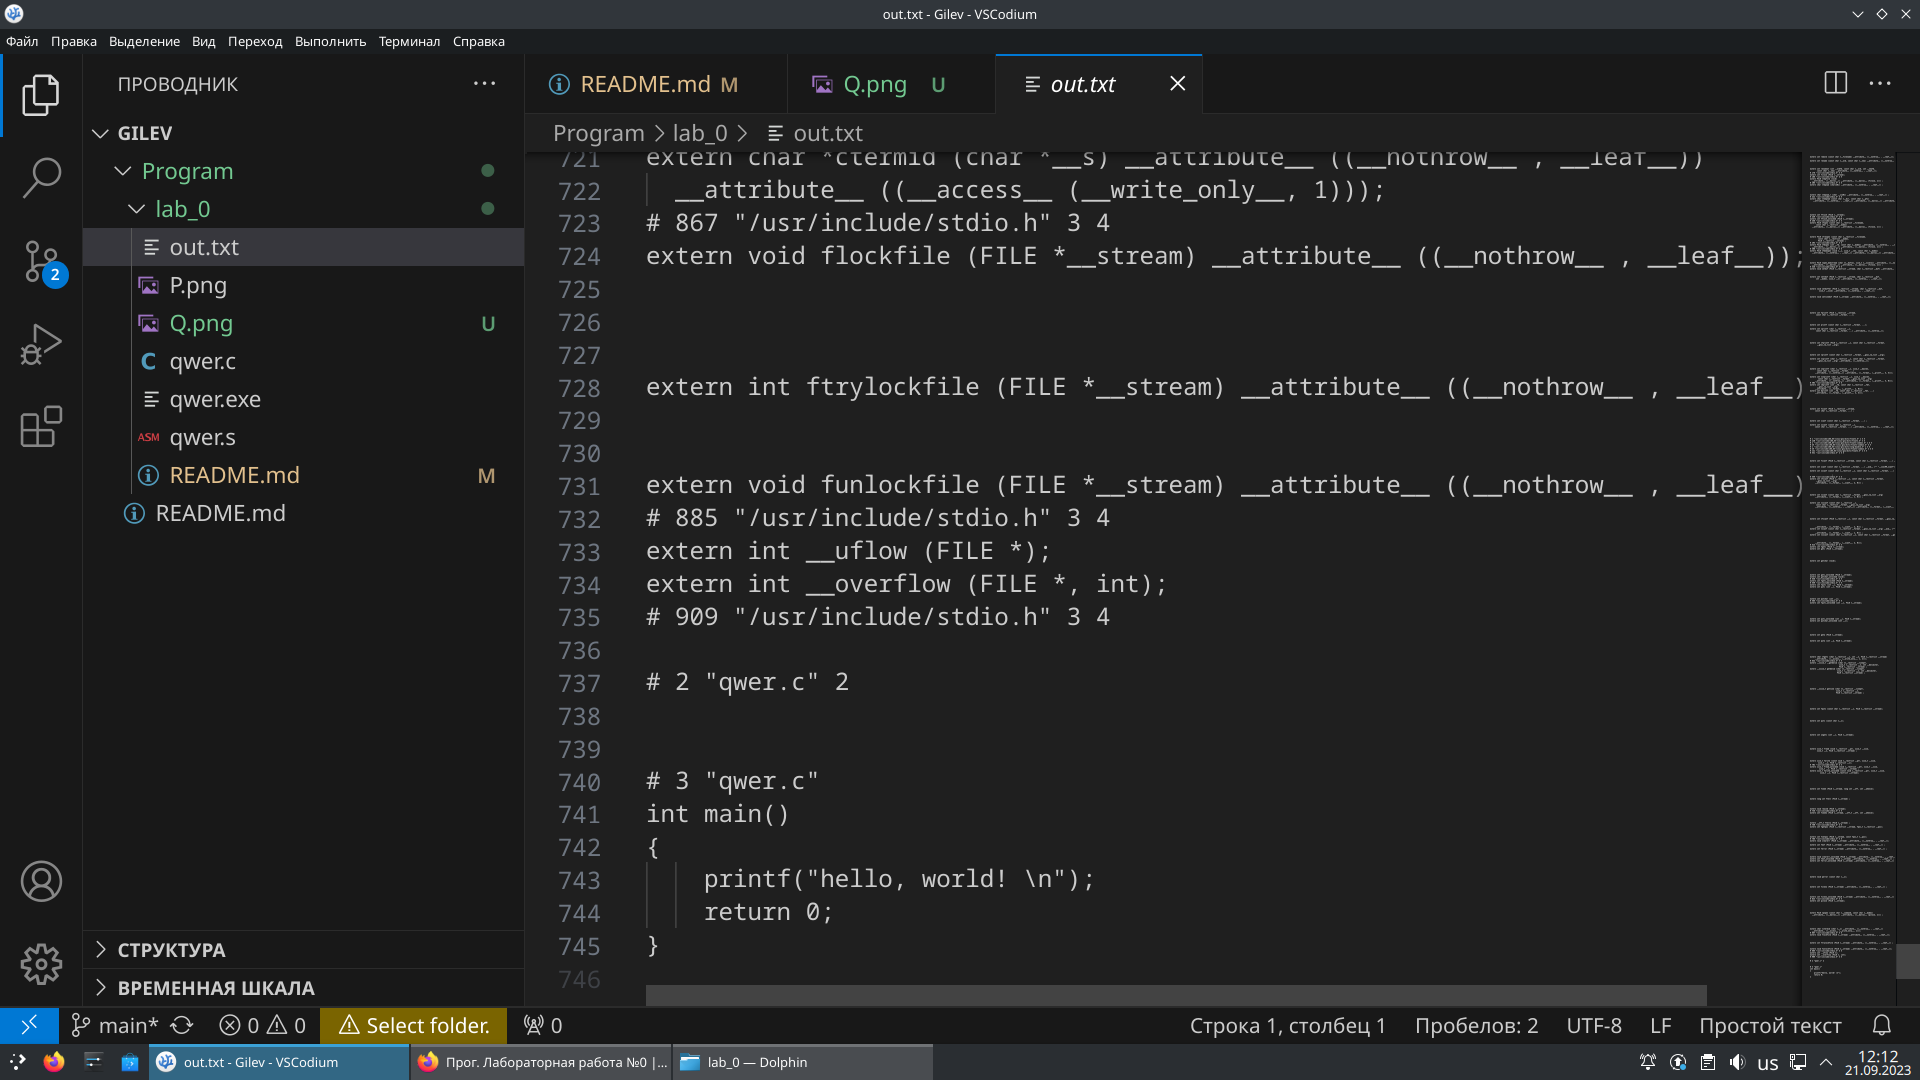 out.txt - Gilev - VSCodium
Файл Правка Выделение Вид Переход Выполнить Терминал Справка
ПРОВОДНИК
GILEV
Program
lab_0
out.txt
P.png
Q.png U
qwer.c
qwer.exe
ASM qwer.s
README.md M
README.md
СТРУКТУРА
ВРЕМЕННАЯ ШКАЛА
2
README.md M
Q.png U
out.txt
Program > lab_0 > out.txt
721 extern char *ctermid (char *__s) __attribute__ ((__nothrow__ , __leaf__))
722 __attribute__ ((__access__ (__write_only__, 1)));
723 # 867 "/usr/include/stdio.h" 3 4
724 extern void flockfile (FILE *__stream) __attribute__ ((__nothrow__ , __leaf__));
725
726
727
728 extern int ftrylockfile (FILE *__stream) __attribute__ ((__nothrow__ , __leaf__)
729
730
731 extern void funlockfile (FILE *__stream) __attribute__ ((__nothrow__ , __leaf__)
732 # 885 "/usr/include/stdio.h" 3 4
733 extern int __uflow (FILE *);
734 extern int __overflow (FILE *, int);
735 # 909 "/usr/include/stdio.h" 3 4
736
737 # 2 "qwer.c" 2
738
739
740 # 3 "qwer.c"
741 int main()
742 {
743 printf("hello, world! \n");
744 return 0;
745 }
746
main* 0 0 Select folder. 0 Строка 1, столбец 1 Пробелов: 2 UTF-8 LF Простой текст
out.txt - Gilev - VSCodium Прог. Лабораторная работа №0 |... lab_0 — Dolphin us 12:12
21.09.2023